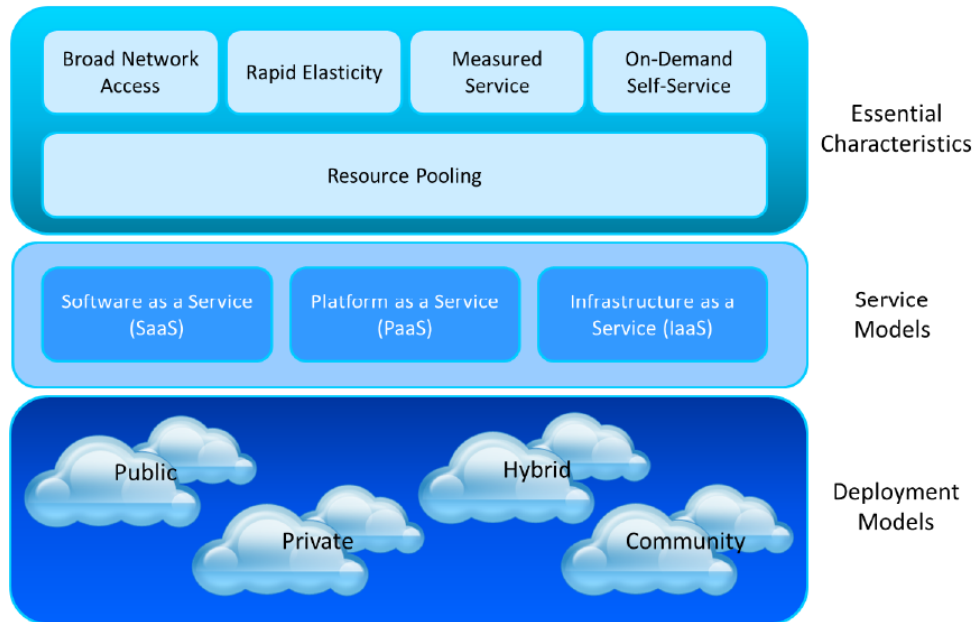 Broad Network
Access
Rapid Elasticity
Measured
Service
On-Demand
Self-Service
Resource Pooling
Essential
Characteristics
Software as a Service
(SaaS)
Platform as a Service
(PaaS)
Infrastructure as a
Service (IaaS)
Service
Models
Public
Hybrid
Private
Community
Deployment
Models